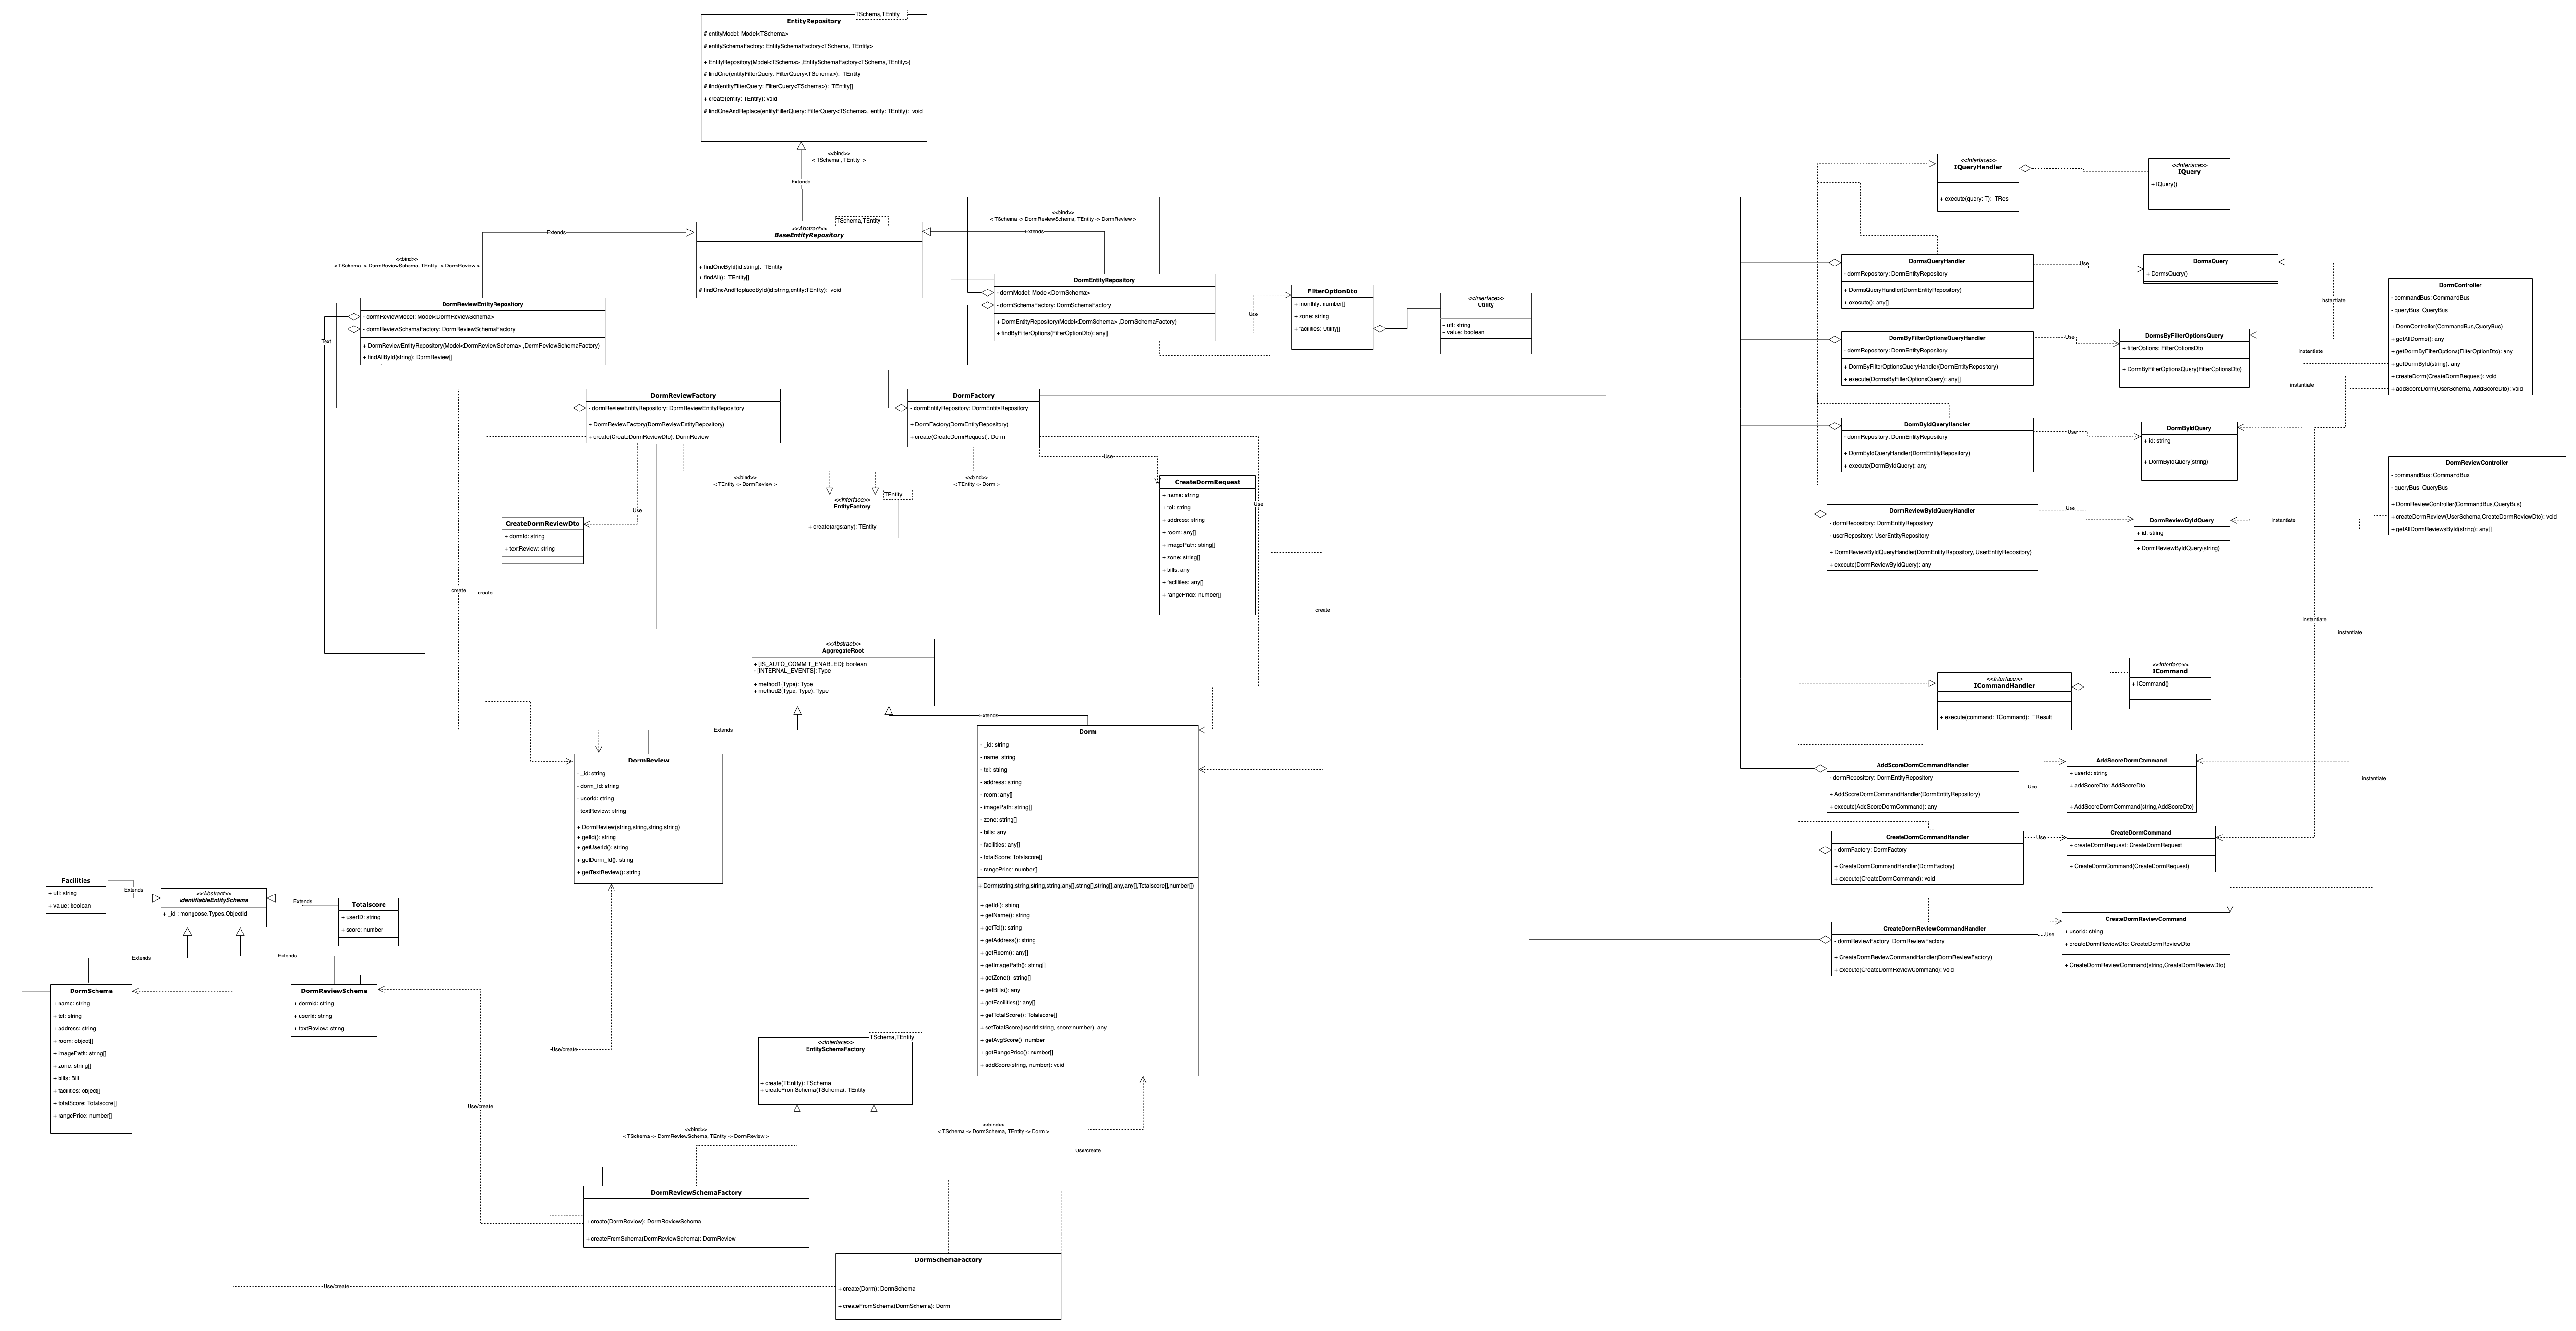 TSchema,TEntity
EntityRepository
# entityModel: Model<TSchema>
# entitySchemaFactory: EntitySchemaFactory<TSchema, TEntity>
+ EntityRepository(Model<TSchema> ,EntitySchemaFactory<TSchema,TEntity>)
# findOne(entityFilterQuery: FilterQuery<TSchema>):  TEntity
# find(entityFilterQuery: FilterQuery<TSchema>):  TEntity[]
+ create(entity: TEntity): void
# findOneAndReplace(entityFilterQuery: FilterQuery<TSchema>, entity: TEntity):  void
<<bind>>
< TSchema , TEntity  >
Extends
TSchema,TEntity
<<Abstract>>
BaseEntityRepository
+ findOneById(id:string):  TEntity
+ findAll():  TEntity[]
# findOneAndReplaceById(id:string,entity:TEntity):  void
Extends
<<bind>>
< TSchema -> DormReviewSchema, TEntity -> DormReview >
<<bind>>
< TSchema -> DormReviewSchema, TEntity -> DormReview >
Extends
DormReviewEntityRepository
- dormReviewModel: Model<DormReviewSchema>
- dormReviewSchemaFactory: DormReviewSchemaFactory
+ DormReviewEntityRepository(Model<DormReviewSchema> ,DormReviewSchemaFactory)
+ findAllById(string): DormReview[]
Text
DormEntityRepository
- dormModel: Model<DormSchema>
- dormSchemaFactory: DormSchemaFactory
+ DormEntityRepository(Model<DormSchema> ,DormSchemaFactory)
+ findByFilterOptions(FilterOptionDto): any[]
Use
FilterOptionDto
+ monthly: number[]
+ zone: string
+ facilities: Utility[]
<<Interface>>
Utility
+ utl: string
+ value: boolean
DormReviewFactory
- dormReviewEntityRepository: DormReviewEntityRepository
+ DormReviewFactory(DormReviewEntityRepository)
+ create(CreateDormReviewDto): DormReview
DormFactory
- dormEntityRepository: DormEntityRepository
+ DormFactory(DormEntityRepository)
+ create(CreateDormRequest): Dorm
<<bind>>
< TEntity -> DormReview >
<<bind>>
< TEntity -> Dorm >
Use
Use
Use
TEntity
<<Interface>>
EntityFactory
+ create(args:any): TEntity
CreateDormReviewDto
+ dormId: string
+ textReview: string
CreateDormRequest
+ name: string
+ tel: string
+ address: string
+ room: any[]
+ imagePath: string[]
+ zone: string[]
+ bills: any
+ facilities: any[]
+ rangePrice: number[]
create
create
create
<<Abstract>>
AggregateRoot
+ [IS_AUTO_COMMIT_ENABLED]: boolean
- [INTERNAL_EVENTS]: Type
+ method1(Type): Type
+ method2(Type, Type): Type
Extends
Extends
DormReview
- _id: string
- dorm_Id: string
- userId: string
- textReview: string
+ DormReview(string,string,string,string)
+ getId(): string
+ getUserId(): string
+ getDorm_Id(): string
+ getTextReview(): string
Dorm
- _id: string
- name: string
- tel: string
- address: string
- room: any[]
- imagePath: string[]
- zone: string[]
- bills: any
- facilities: any[]
- totalScore: Totalscore[]
- rangePrice: number[]
+ Dorm(string,string,string,string,any[],string[],string[],any,any[],Totalscore[],number[])
+ getId(): string
+ getName(): string
+ getTel(): string
+ getAddress(): string
+ getRoom(): any[]
+ getImagePath(): string[]
+ getZone(): string[]
+ getBills(): any
+ getFacilities(): any[]
+ getTotalScore(): Totalscore[]
+ setTotalScore(userId:string, score:number): any
+ getAvgScore(): number
+ getRangePrice(): number[]
+ addScore(string, number): void
Facilities
+ utl: string
+ value: boolean
Extends
<<Abstract>>
IdentifiableEntitySchema
+ _id : mongoose.Types.ObjectId
Extends
Totalscore
+ userID: string
+ score: number
Extends
Extends
DormSchema
+ name: string
+ tel: string
+ address: string
+ room: object[]
+ imagePath: string[]
+ zone: string[]
+ bills: Bill
+ facilities: object[]
+ totalScore: Totalscore[]
+ rangePrice: number[]
DormReviewSchema
+ dormId: string
+ userId: string
+ textReview: string
Use/create
Use/create
Use/create
Use/create
TSchema,TEntity
<<Interface>>
EntitySchemaFactory
+ create(TEntity): TSchema
+ createFromSchema(TSchema): TEntity
<<bind>>
< TSchema -> DormReviewSchema, TEntity -> DormReview >
<<bind>>
< TSchema -> DormSchema, TEntity -> Dorm >
DormReviewSchemaFactory
+ create(DormReview): DormReviewSchema
+ createFromSchema(DormReviewSchema): DormReview
DormSchemaFactory
+ create(Dorm): DormSchema
+ createFromSchema(DormSchema): Dorm
<<Interface>>
IQueryHandler
+ execute(query: T):  TRes
<<Interface>>
IQuery
+ IQuery()
DormsQueryHandler
- dormRepository: DormEntityRepository
+ DormsQueryHandler(DormEntityRepository)
+ execute(): any[]
Use
DormsQuery
+ DormsQuery()
DormByFilterOptionsQueryHandler
- dormRepository: DormEntityRepository
+ DormByFilterOptionsQueryHandler(DormEntityRepository)
+ execute(DormsByFilterOptionsQuery): any[]
Use
DormsByFilterOptionsQuery
+ filterOptions: FilterOptionsDto
+ DormByFilterOptionsQuery(FilterOptionsDto)
DormByIdQueryHandler
- dormRepository: DormEntityRepository
+ DormByIdQueryHandler(DormEntityRepository)
+ execute(DormByIdQuery): any
Use
DormByIdQuery
+ id: string
+ DormByIdQuery(string)
DormReviewByIdQueryHandler
- dormRepository: DormEntityRepository
- userRepository: UserEntityRepository
+ DormReviewByIdQueryHandler(DormEntityRepository, UserEntityRepository)
+ execute(DormReviewByIdQuery): any
Use
DormReviewByIdQuery
+ id: string
+ DormReviewByIdQuery(string)
DormController
- commandBus: CommandBus
- queryBus: QueryBus
+ DormController(CommandBus,QueryBus)
+ getAllDorms(): any
+ getDormByFilterOptions(FilterOptionDto): any
+ getDormById(string): any
+ createDorm(CreateDormRequest): void
+ addScoreDorm(UserSchema, AddScoreDto): void
instantiate
instantiate
instantiate
DormReviewController
- commandBus: CommandBus
- queryBus: QueryBus
+ DormReviewController(CommandBus,QueryBus)
+ createDormReview(UserSchema,CreateDormReviewDto): void
+ getAllDormReviewsById(string): any[]
instantiate
instantiate
instantiate
instantiate
<<Interface>>
ICommandHandler
+ execute(command: TCommand):  TResult
<<Interface>>
ICommand
+ ICommand()
AddScoreDormCommandHandler
- dormRepository: DormEntityRepository
+ AddScoreDormCommandHandler(DormEntityRepository)
+ execute(AddScoreDormCommand): any
Use
AddScoreDormCommand
+ userId: string
+ addScoreDto: AddScoreDto
+ AddScoreDormCommand(string,AddScoreDto)
CreateDormCommandHandler
- dormFactory: DormFactory
+ CreateDormCommandHandler(DormFactory)
+ execute(CreateDormCommand): void
Use
CreateDormCommand
+ createDormRequest: CreateDormRequest
+ CreateDormCommand(CreateDormRequest)
CreateDormReviewCommandHandler
- dormReviewFactory: DormReviewFactory
+ CreateDormReviewCommandHandler(DormReviewFactory)
+ execute(CreateDormReviewCommand): void
Use
CreateDormReviewCommand
+ userId: string
+ createDormReviewDto: CreateDormReviewDto
+ CreateDormReviewCommand(string,CreateDormReviewDto)